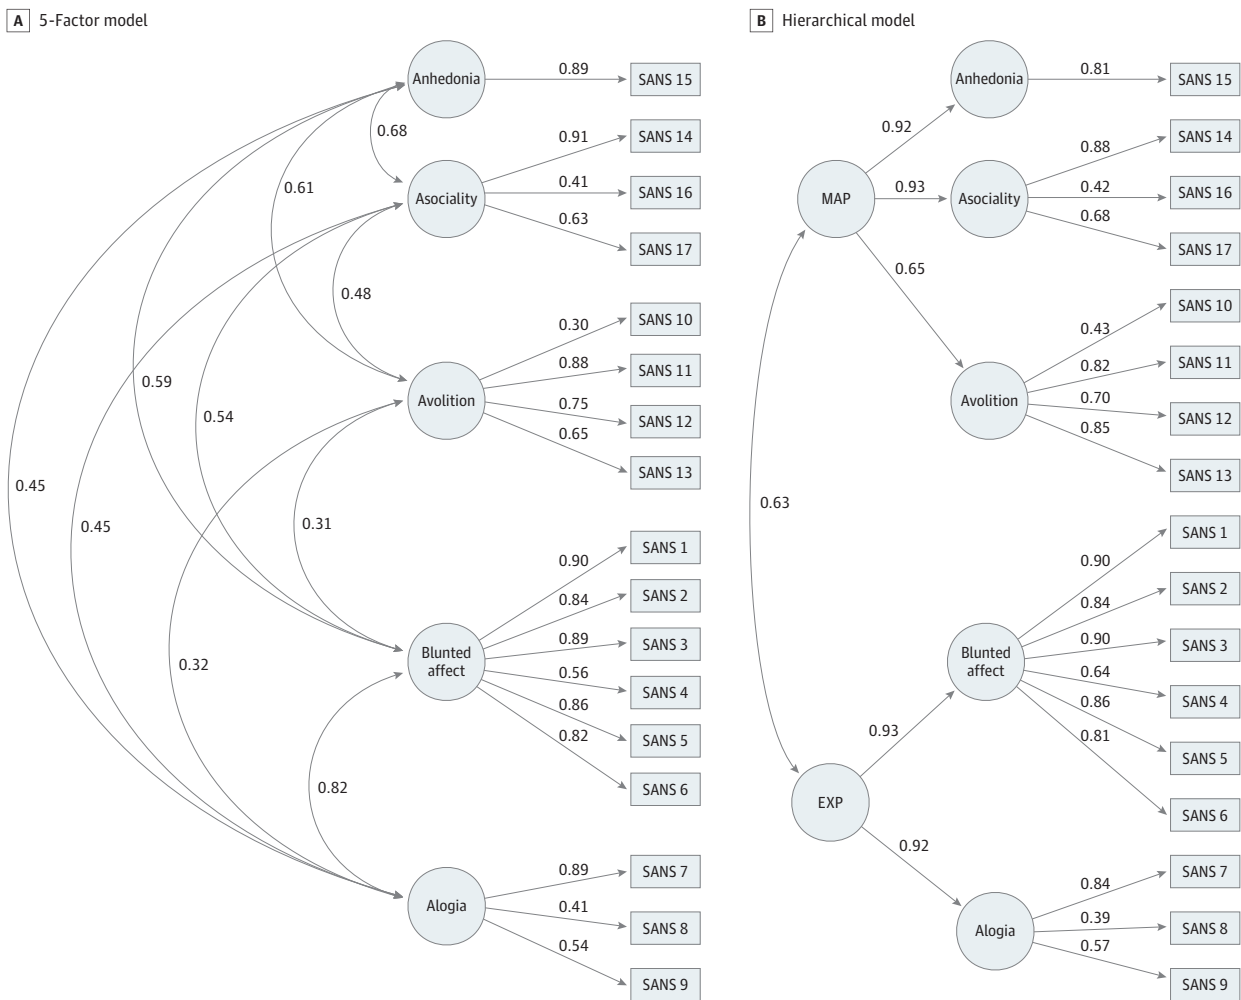 A 5-Factor model
Anhedonia
0.89
SANS 15
0.68
0.91
SANS 14
0.61
Asociality
0.41
SANS 16
0.63
SANS 17
0.48
0.30
SANS 10
0.88
SANS 11
0.59
Avolition
0.75
SANS 12
0.54
0.65
SANS 13
0.45
0.45
0.31
0.90
SANS 1
0.84
SANS 2
0.89
SANS 3
0.32
Blunted
affect
0.56
SANS 4
0.86
SANS 5
0.82
SANS 6
0.82
0.89
SANS 7
Alogia
0.41
SANS 8
0.54
SANS 9
B Hierarchical model
Anhedonia
0.81
SANS 15
0.92
0.88
SANS 14
MAP
0.93
Asociality
0.42
SANS 16
0.68
SANS 17
0.65
0.43
SANS 10
0.82
SANS 11
Avolition
0.70
SANS 12
0.85
SANS 13
0.63
0.90
SANS 1
0.84
SANS 2
0.90
SANS 3
Blunted
affect
0.64
SANS 4
0.86
SANS 5
0.81
SANS 6
0.93
EXP
0.92
0.84
SANS 7
Alogia
0.39
SANS 8
0.57
SANS 9